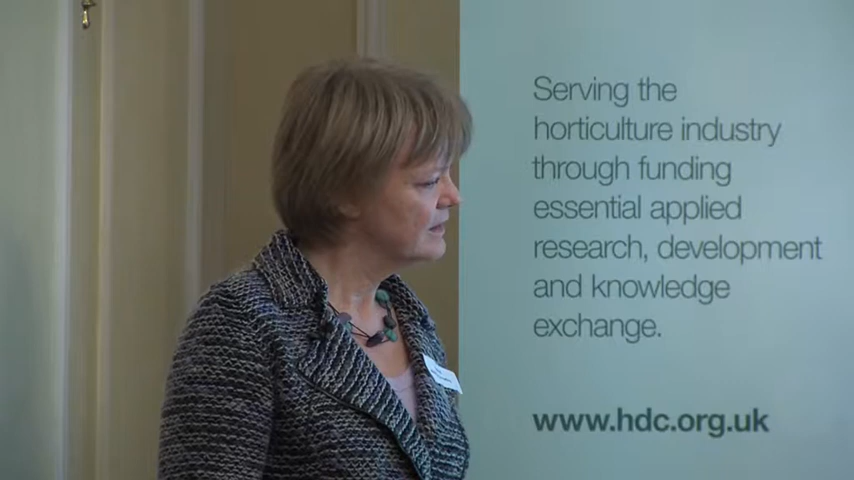 Serving the
horticulture industry
through funding
essential applied
research, development
and knowledge
exchange.
www.hdc.org.uk